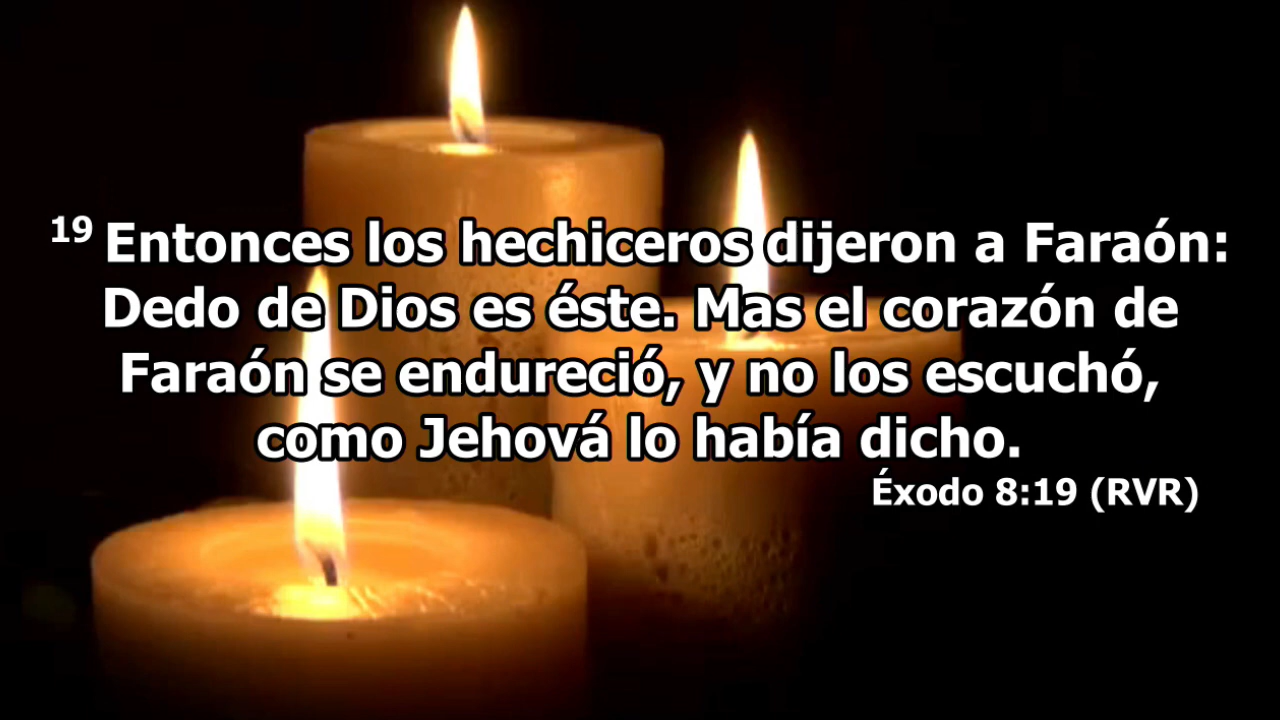 19 Entonces los hechiceros dijeron a Faraón:
Dedo de Dios es éste. Mas el corazón de
Faraón se endureció, y no los escuchó,
como Jehová lo había dicho.
Éxodo 8:19 (RVR)